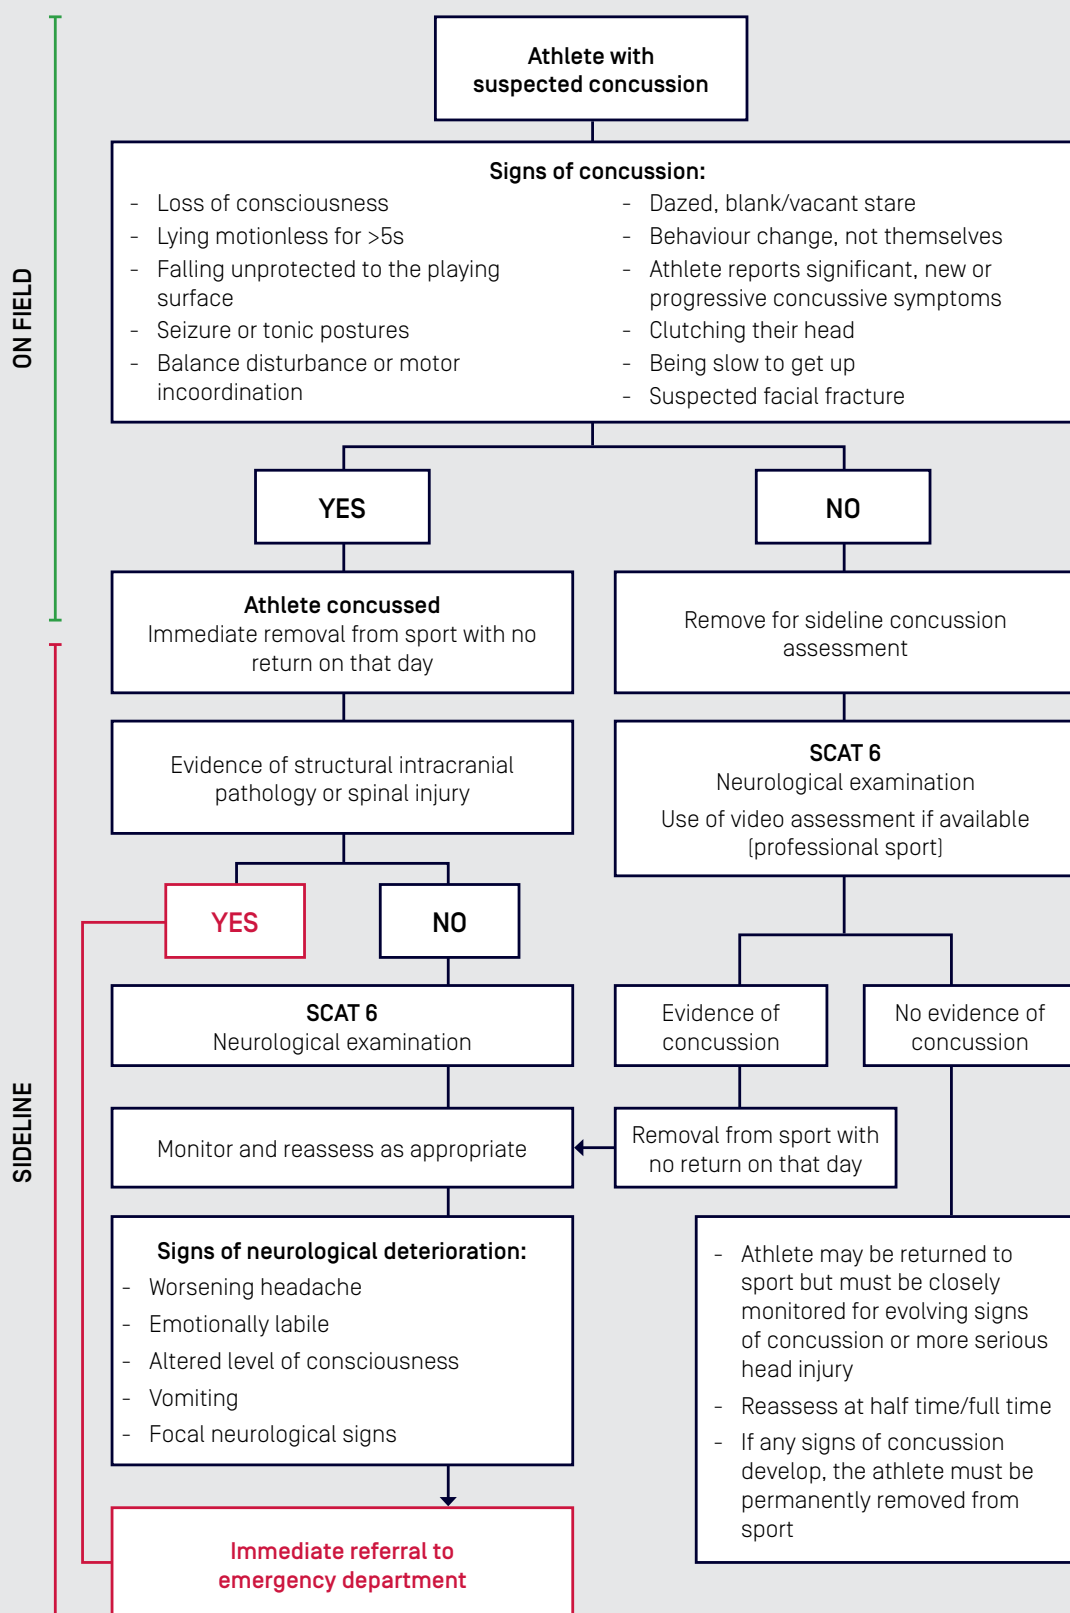 Athlete with
suspected concussion
ON FIELD
Signs of concussion:
- Loss of consciousness
- Lying motionless for >5s
- Falling unprotected to the playing
surface
- Seizure or tonic postures
- Balance disturbance or motor
incoordination
- Dazed, blank/vacant stare
- Behaviour change, not themselves
- Athlete reports significant, new or
progressive concussive symptoms
- Clutching their head
- Being slow to get up
- Suspected facial fracture
YES
NO
Athlete concussed
Immediate removal from sport with no
return on that day
Remove for sideline concussion
assessment
SIDELINE
Evidence of structural intracranial
pathology or spinal injury
SCAT 6
Neurological examination
Use of video assessment if available
(professional sport)
YES
NO
SCAT 6
Neurological examination
Evidence of
concussion
No evidence of
concussion
Monitor and reassess as appropriate
Removal from sport with
no return on that day
Signs of neurological deterioration:
- Worsening headache
- Emotionally labile
- Altered level of consciousness
- Vomiting
- Focal neurological signs
- Athlete may be returned to
sport but must be closely
monitored for evolving signs
of concussion or more serious
head injury
- Reassess at half time/full time
- If any signs of concussion
develop, the athlete must be
permanently removed from
sport
Immediate referral to
emergency department